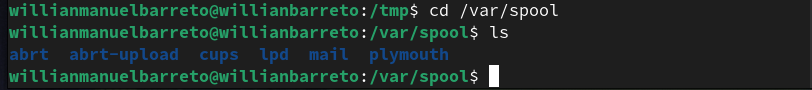 willianmanuelbarreto@willianbarreto:/tmp$ cd /var/spool
willianmanuelbarreto@willianbarreto:/var/spool$ ls
abrt  abrt-upload  cups  lpd  mail  plymouth
willianmanuelbarreto@willianbarreto:/var/spool$